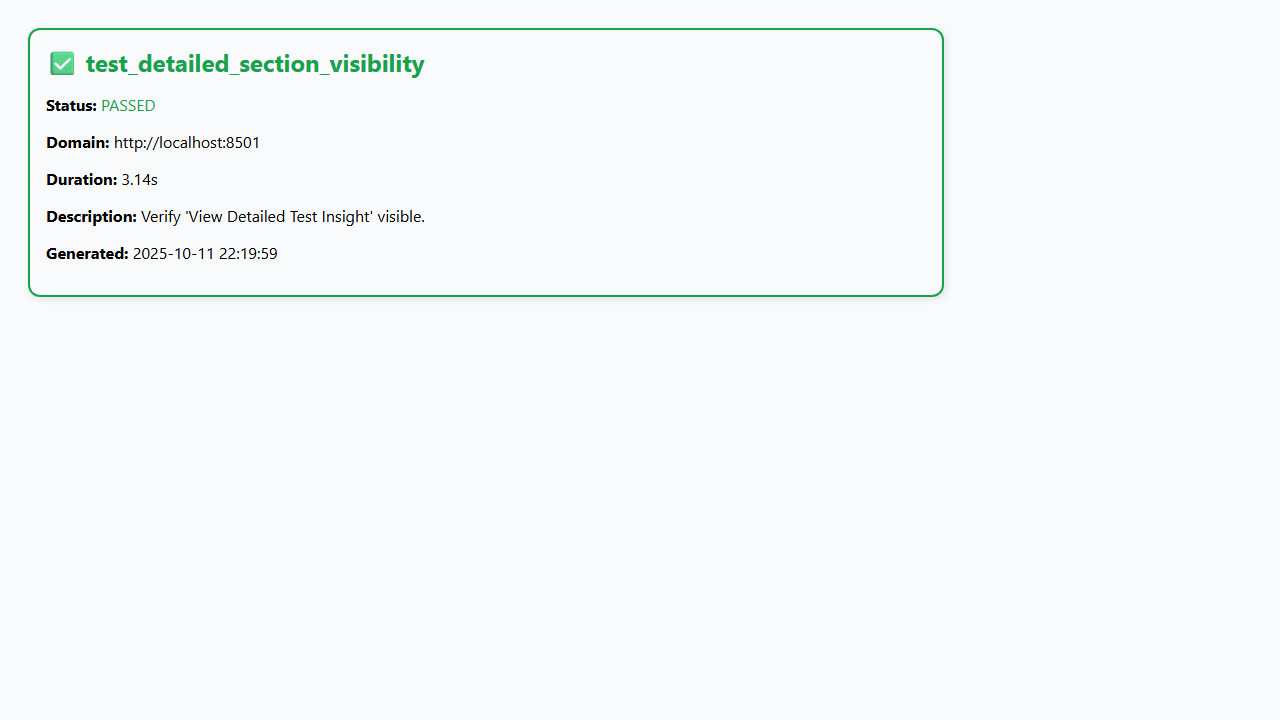 ✅ test_detailed_section_visibility
Status: PASSED
Domain: http://localhost:8501
Duration: 3.14s
Description: Verify 'View Detailed Test Insight' visible.
Generated: 2025-10-11 22:19:59